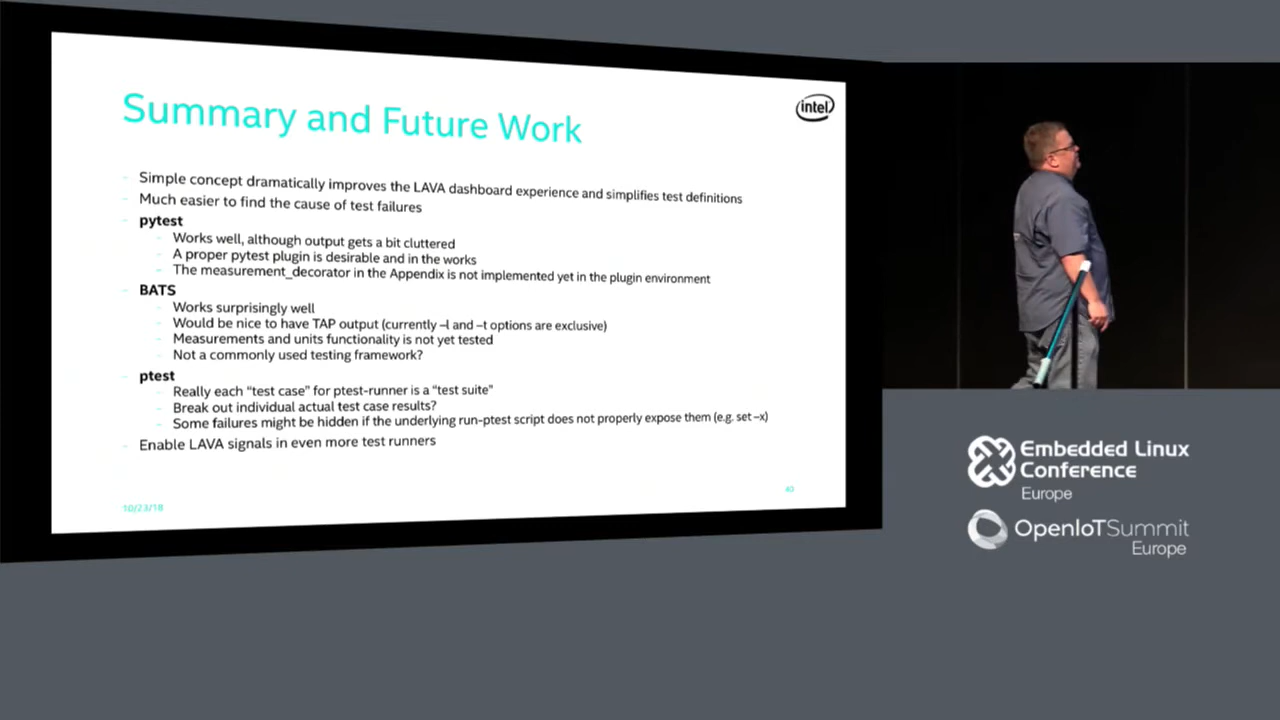 Summary and Future Work
intel
- Simple concept dramatically improves the LAVA dashboard experience and simplifies test definitions
- Much easier to find the cause of test failures
- pytest
- Works well, although output gets a bit cluttered
- A proper pytest plugin is desirable and in the works
- The measurement_decorator in the Appendix is not implemented yet in the plugin environment
- BATS
- Works surprisingly well
- Would be nice to have TAP output (currently –l and –t options are exclusive)
- Measurements and units functionality is not yet tested
- Not a commonly used testing framework?
- ptest
- Really each “test case” for ptest-runner is a “test suite”
- Break out individual actual test case results?
- Some failures might be hidden if the underlying run-ptest script does not properly expose them (e.g. set –x)
- Enable LAVA signals in even more test runners
10/23/18
40
Embedded Linux
Conference
Europe
OpenIoTSummit
Europe